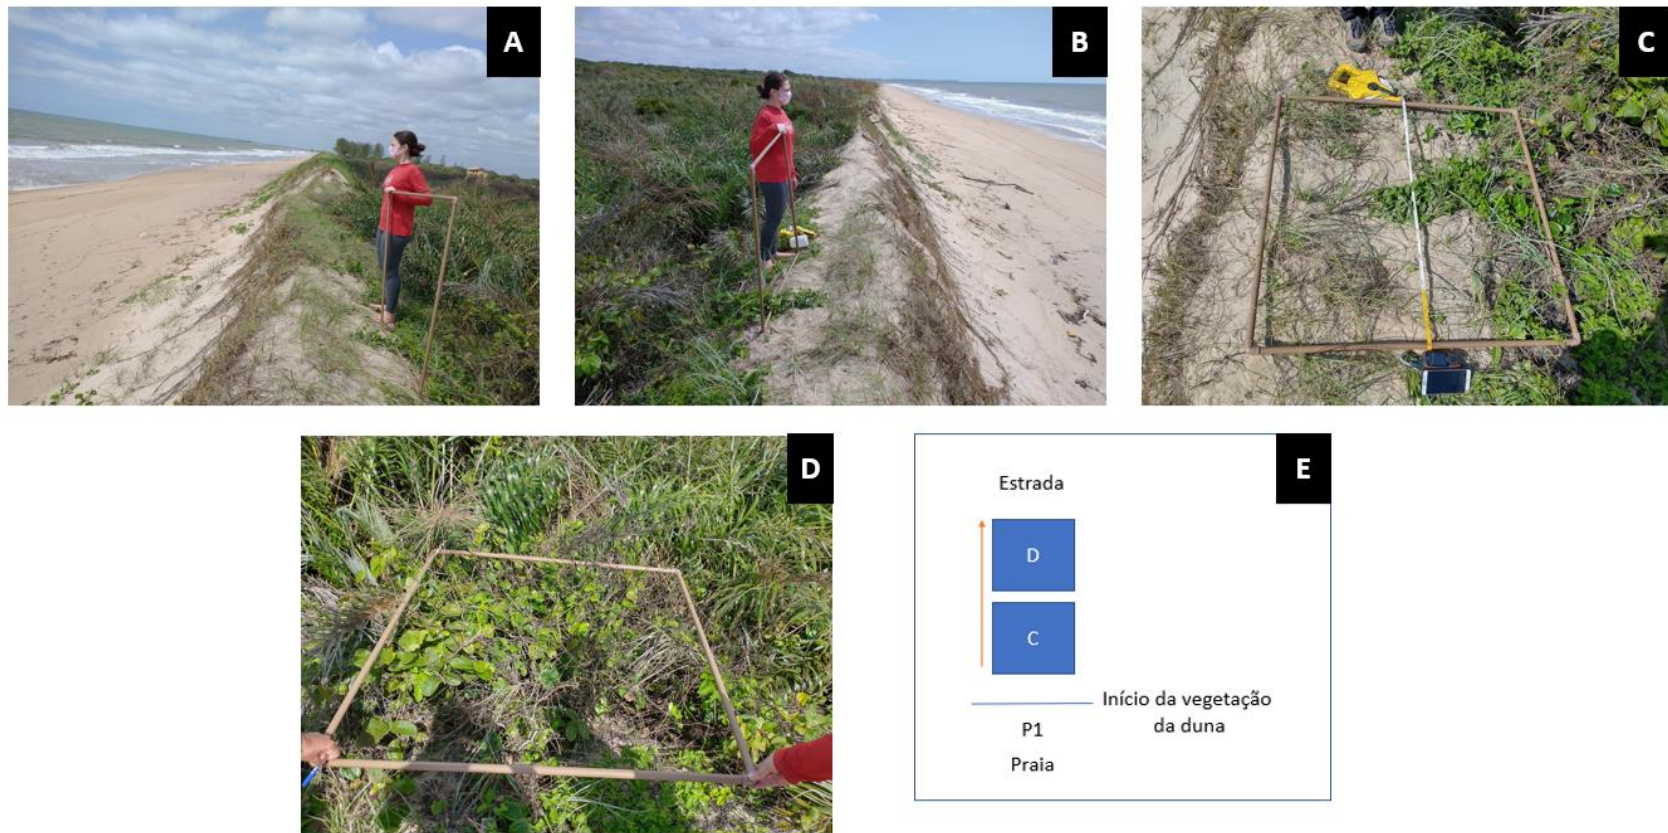 A
B
C
D
E
Estrada
D
C
Início da vegetação
da duna
P1
Praia